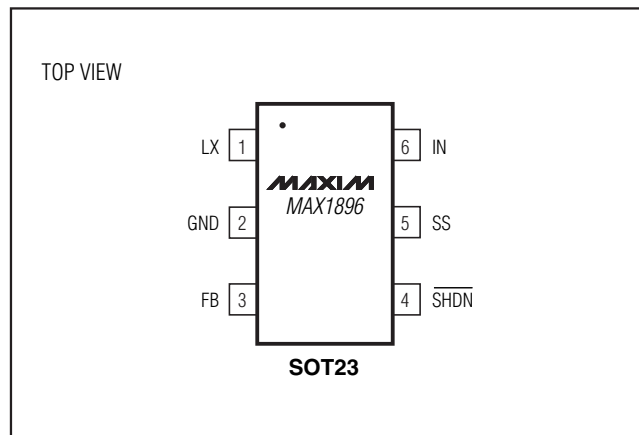 TOP VIEW
LX 1
6 IN
MAXIM
MAX1896
GND 2
5 SS
FB 3
4 SHDN
SOT23